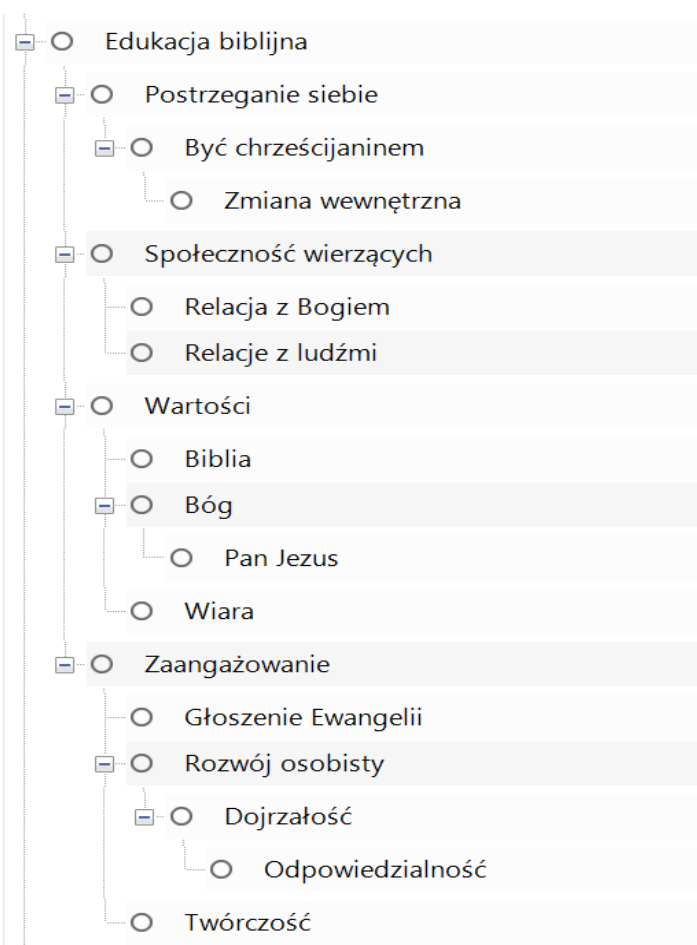 Edukacja biblijna
Postrzeganie siebie
Być chrześcijaninem
Zmiana wewnętrzna
Społeczność wierzących
Relacja z Bogiem
Relacje z ludźmi
Wartości
Biblia
Bóg
Pan Jezus
Wiara
Zaangażowanie
Głoszenie Ewangelii
Rozwój osobisty
Dojrzałość
Odpowiedzialność
Twórczość